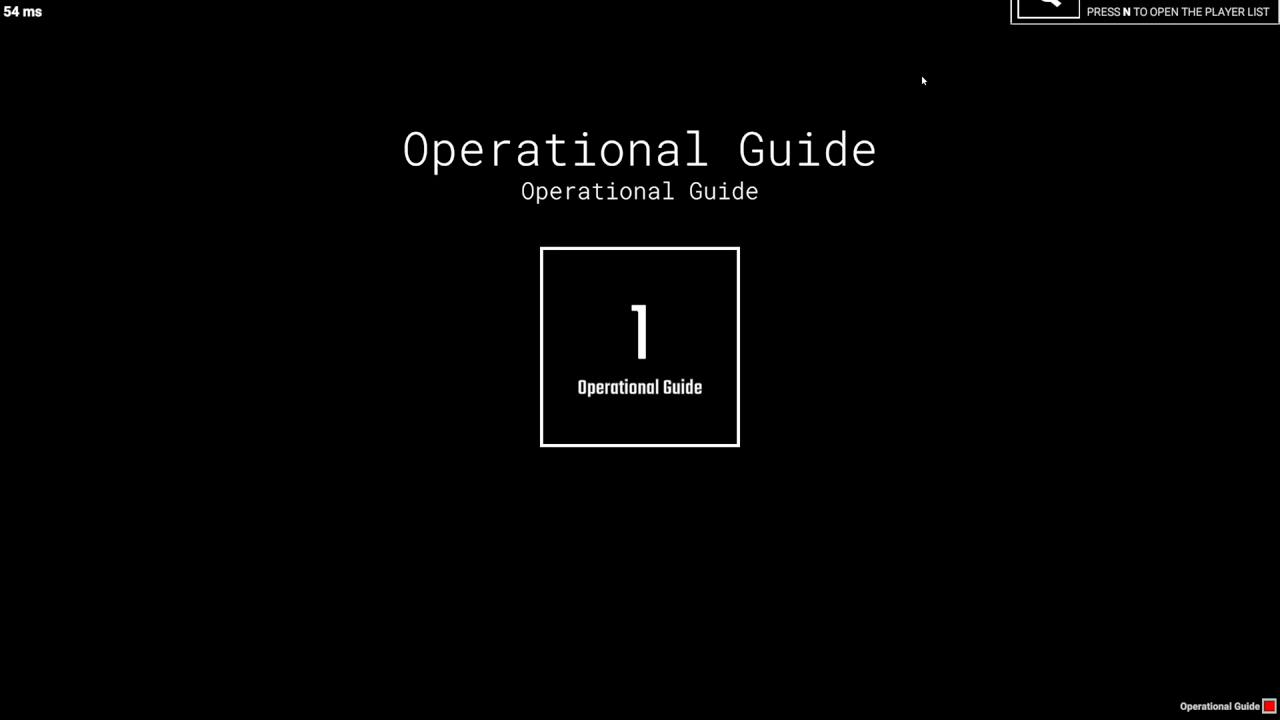 54 ms
PRESS N TO OPEN THE PLAYER LIST
Operational Guide
Operational Guide
1
Operational Guide
Operational Guide